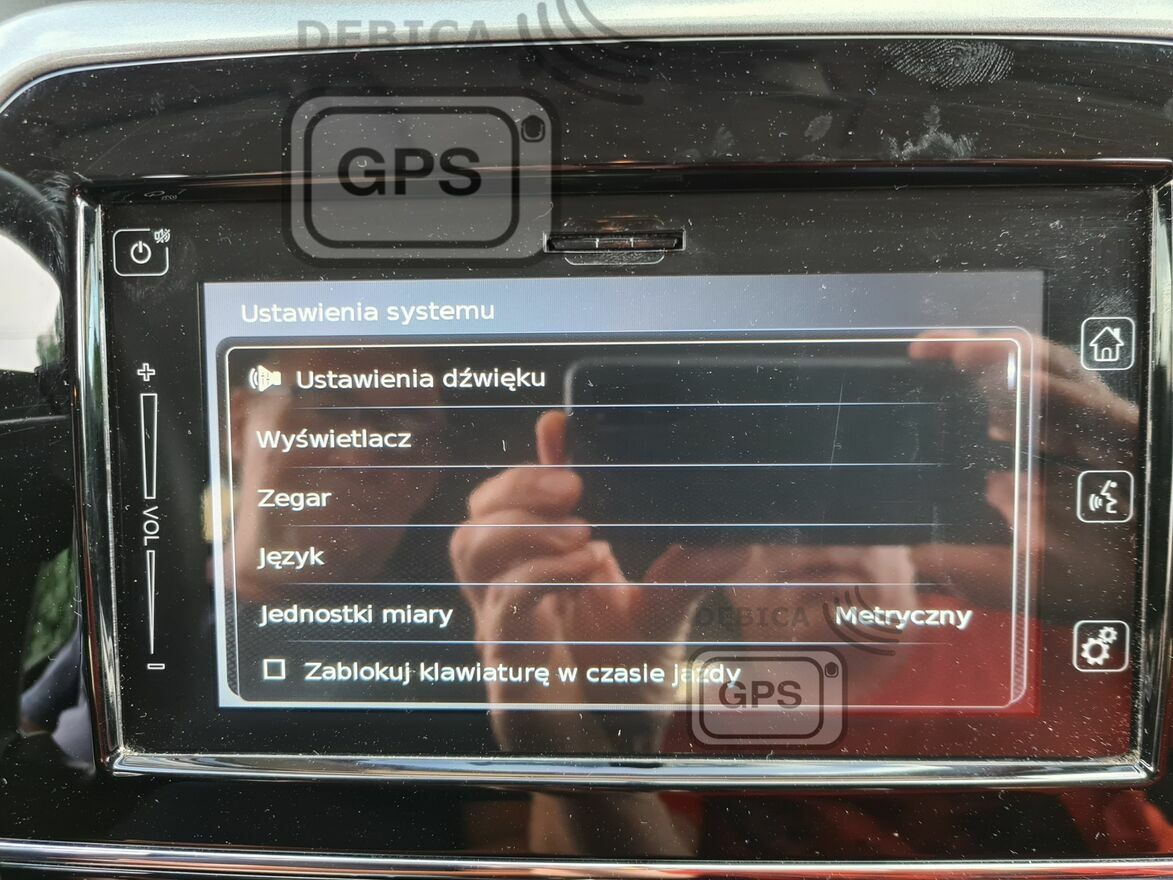 DEBICA
GPS
Ustawienia systemu
Ustawienia dźwięku
Wyświetlacz
Zegar
Język
Jednostki miary Metryczny
Zablokuj klawiaturę w czasie jazdy
+
VOL
-
DEBICA
GPS